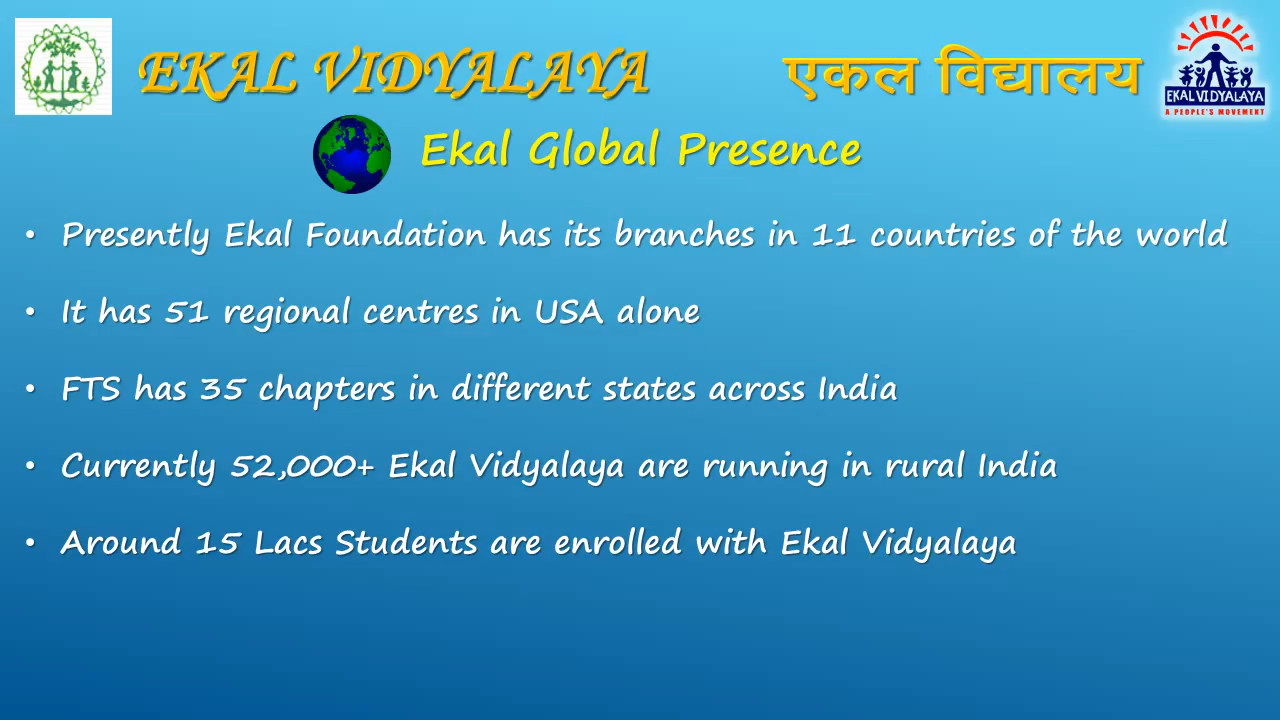 EKAL VIDYALAYA
एकल विद्यालय
EKAL VIDYALAYA
A PEOPLE'S MOVEMENT
Ekal Global Presence
• Presently Ekal Foundation has its branches in 11 countries of the world
• It has 51 regional centres in USA alone
• FTS has 35 chapters in different states across India
• Currently 52,000+ Ekal Vidyalaya are running in rural India
• Around 15 Lacs Students are enrolled with Ekal Vidyalaya